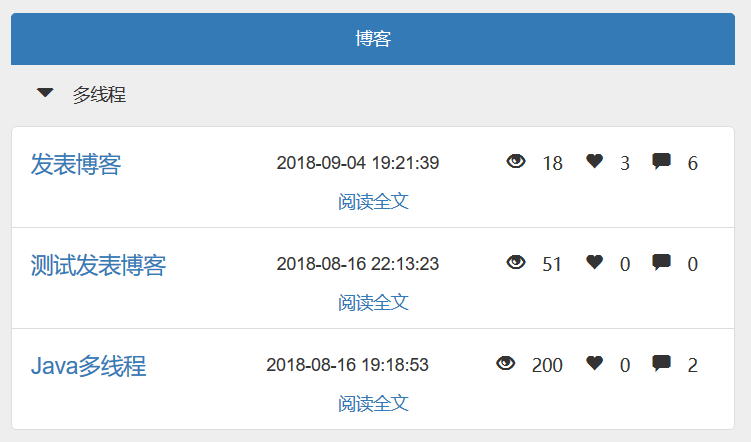 博客
多线程
发表博客 2018-09-04 19:21:39 18 3 6
阅读全文
测试发表博客 2018-08-16 22:13:23 51 0 0
阅读全文
Java多线程 2018-08-16 19:18:53 200 0 2
阅读全文